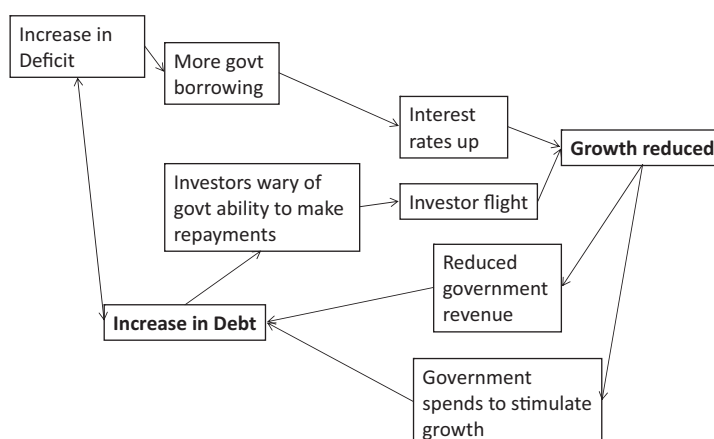 Increase in
Deficit
More govt
borrowing
Interest
rates up
Growth reduced
Investors wary of
govt ability to make
repayments
Investor flight
Reduced
government
revenue
Increase in Debt
Government
spends to stimulate
growth